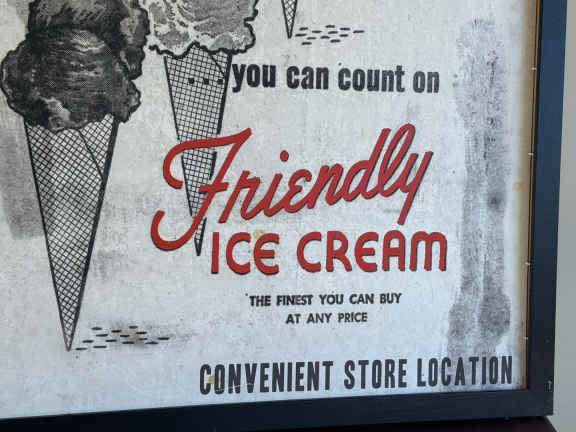 ...you can count on
Friendly
ICE CREAM
THE FINEST YOU CAN BUY
AT ANY PRICE
CONVENIENT STORE LOCATION